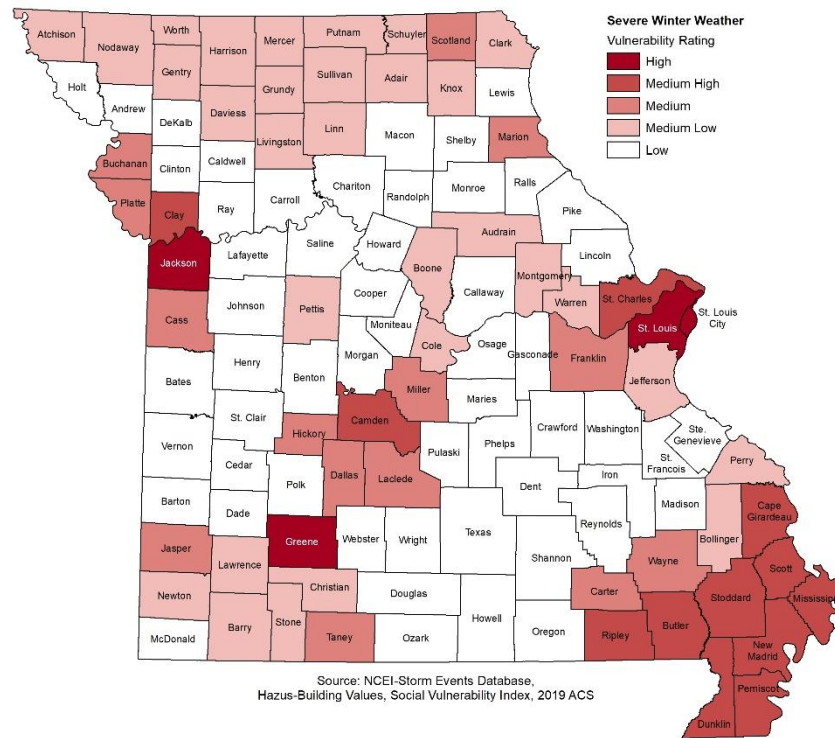 Severe Winter Weather
Vulnerability Rating
High
Medium High
Medium
Medium Low
Low
Atchison
Nodaway
Worth
Harrison
Mercer
Putnam
Schuyler
Scotland
Clark
Gentry
Sullivan
Adair
Knox
Lewis
Holt
Andrew
DeKalb
Daviess
Grundy
Livingston
Linn
Macon
Shelby
Marion
Buchanan
Clinton
Caldwell
Chariton
Randolph
Monroe
Ralls
Pike
Platte
Clay
Ray
Carroll
Saline
Howard
Audrain
Lincoln
Jackson
Lafayette
Boone
Callaway
Montgomery
Warren
St. Charles
St. Louis
St. Louis
City
Cass
Johnson
Pettis
Cooper
Moniteau
Cole
Osage
Gasconade
Franklin
Jefferson
Bates
Henry
Benton
Morgan
Miller
Maries
Crawford
Washington
Ste.
Genevieve
St. Clair
Camden
Phelps
St.
Francois
Perry
Vernon
Hickory
Pulaski
Iron
Cedar
Polk
Dallas
Laclede
Dent
Reynolds
Madison
Cape
Girardeau
Barton
Dade
Greene
Webster
Wright
Texas
Shannon
Bollinger
Jasper
Lawrence
Christian
Douglas
Howell
Carter
Wayne
Stoddard
Scott
Mississippi
Newton
Barry
Stone
Taney
Ozark
Oregon
Ripley
Butler
New
Madrid
McDonald
Pemiscot
Dunklin
Source: NCEI-Storm Events Database,
Hazus-Building Values, Social Vulnerability Index, 2019 ACS